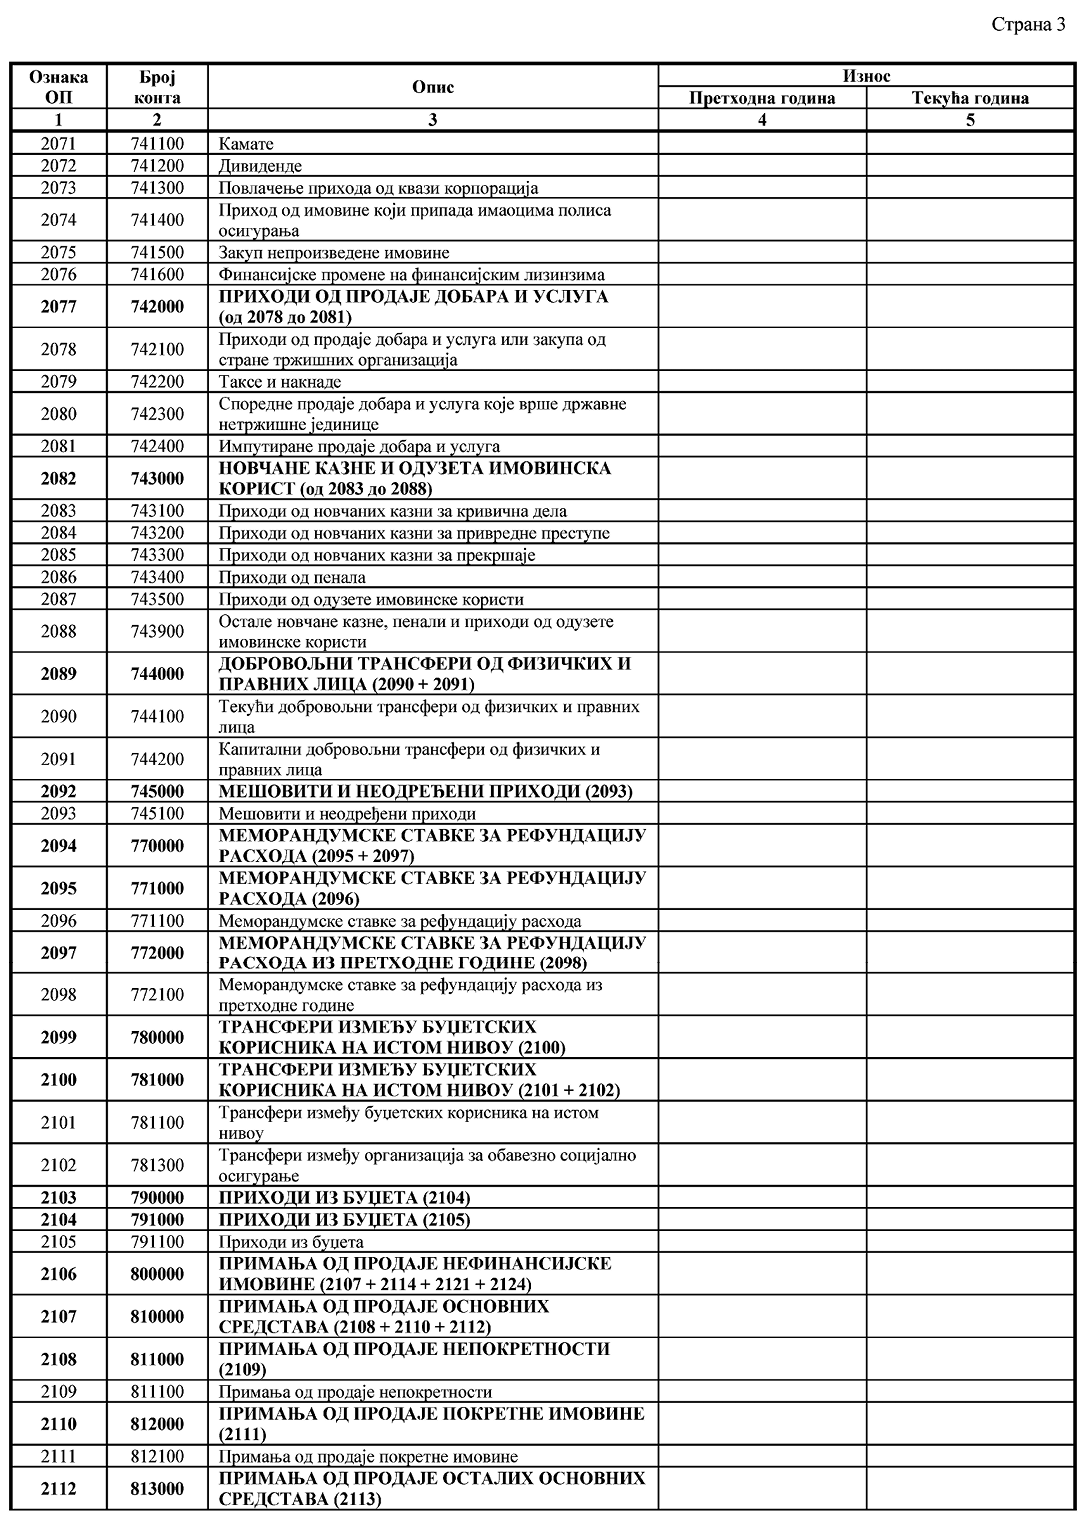 Страна 3
Ознака ОП Број конта Опис Износ
Претходна година Текућа година
1 2 3 4 5
2071 741100 Камате
2072 741200 Дивиденде
2073 741300 Повлачење прихода од квази корпорација
2074 741400 Приход од имовине који припада имаоцима полиса
осигурања
2075 741500 Закуп непроизведене имовине
2076 741600 Финансијске промене на финансијским лизинзима
2077 742000 ПРИХОДИ ОД ПРОДАЈЕ ДОБАРА И УСЛУГА
(од 2078 до 2081)
2078 742100 Приходи од продаје добара и услуга или закупа од
стране тржишних организација
2079 742200 Таксе и накнаде
2080 742300 Споредне продаје добара и услуга које врше државне
нетржишне јединице
2081 742400 Импутиране продаје добара и услуга
2082 743000 НОВЧАНЕ КАЗНЕ И ОДУЗЕТА ИМОВИНСКА
КОРИСТ (од 2083 до 2088)
2083 743100 Приходи од новчаних казни за кривична дела
2084 743200 Приходи од новчаних казни за привредне преступе
2085 743300 Приходи од новчаних казни за прекршаје
2086 743400 Приходи од пенала
2087 743500 Приходи од одузете имовинске користи
2088 743900 Остале новчане казне, пенали и приходи од одузете
имовинске користи
2089 744000 ДОБРОВОЉНИ ТРАНСФЕРИ ОД ФИЗИЧКИХ И
ПРАВНИХ ЛИЦА (2090 + 2091)
2090 744100 Текући добровољни трансфери од физичких и правних
лица
2091 744200 Капитални добровољни трансфери од физичких и
правних лица
2092 745000 МЕШОВИТИ И НЕОДРЕЂЕНИ ПРИХОДИ (2093)
2093 745100 Мешовити и неодређени приходи
2094 770000 МЕМОРАНДУМСКЕ СТАВКЕ ЗА РЕФУНДАЦИЈУ
РАСХОДА (2095 + 2097)
2095 771000 МЕМОРАНДУМСКЕ СТАВКЕ ЗА РЕФУНДАЦИЈУ
РАСХОДА (2096)
2096 771100 Меморандумске ставке за рефундацију расхода
2097 772000 МЕМОРАНДУМСКЕ СТАВКЕ ЗА РЕФУНДАЦИЈУ
РАСХОДА ИЗ ПРЕТХОДНЕ ГОДИНЕ (2098)
2098 772100 Меморандумске ставке за рефундацију расхода из
претходне године
2099 780000 ТРАНСФЕРИ ИЗМЕЂУ БУЏЕТСКИХ
КОРИСНИКА НА ИСТОМ НИВОУ (2100)
2100 781000 ТРАНСФЕРИ ИЗМЕЂУ БУЏЕТСКИХ
КОРИСНИКА НА ИСТОМ НИВОУ (2101 + 2102)
2101 781100 Трансфери између буџетских корисника на истом
нивоу
2102 781300 Трансфери између организација за обавезно социјално
осигурање
2103 790000 ПРИХОДИ ИЗ БУЏЕТА (2104)
2104 791000 ПРИХОДИ ИЗ БУЏЕТА (2105)
2105 791100 Приходи из буџета
2106 800000 ПРИМАЊА ОД ПРОДАЈЕ НЕФИНАНСИЈСКЕ
ИМОВИНЕ (2107 + 2114 + 2121 + 2124)
2107 810000 ПРИМАЊА ОД ПРОДАЈЕ ОСНОВНИХ
СРЕДСТАВА (2108 + 2110 + 2112)
2108 811000 ПРИМАЊА ОД ПРОДАЈЕ НЕПОКРЕТНОСТИ
(2109)
2109 811100 Примања од продаје непокретности
2110 812000 ПРИМАЊА ОД ПРОДАЈЕ ПОКРЕТНЕ ИМОВИНЕ
(2111)
2111 812100 Примања од продаје покретне имовине
2112 813000 ПРИМАЊА ОД ПРОДАЈЕ ОСТАЛИХ ОСНОВНИХ
СРЕДСТАВА (2113)